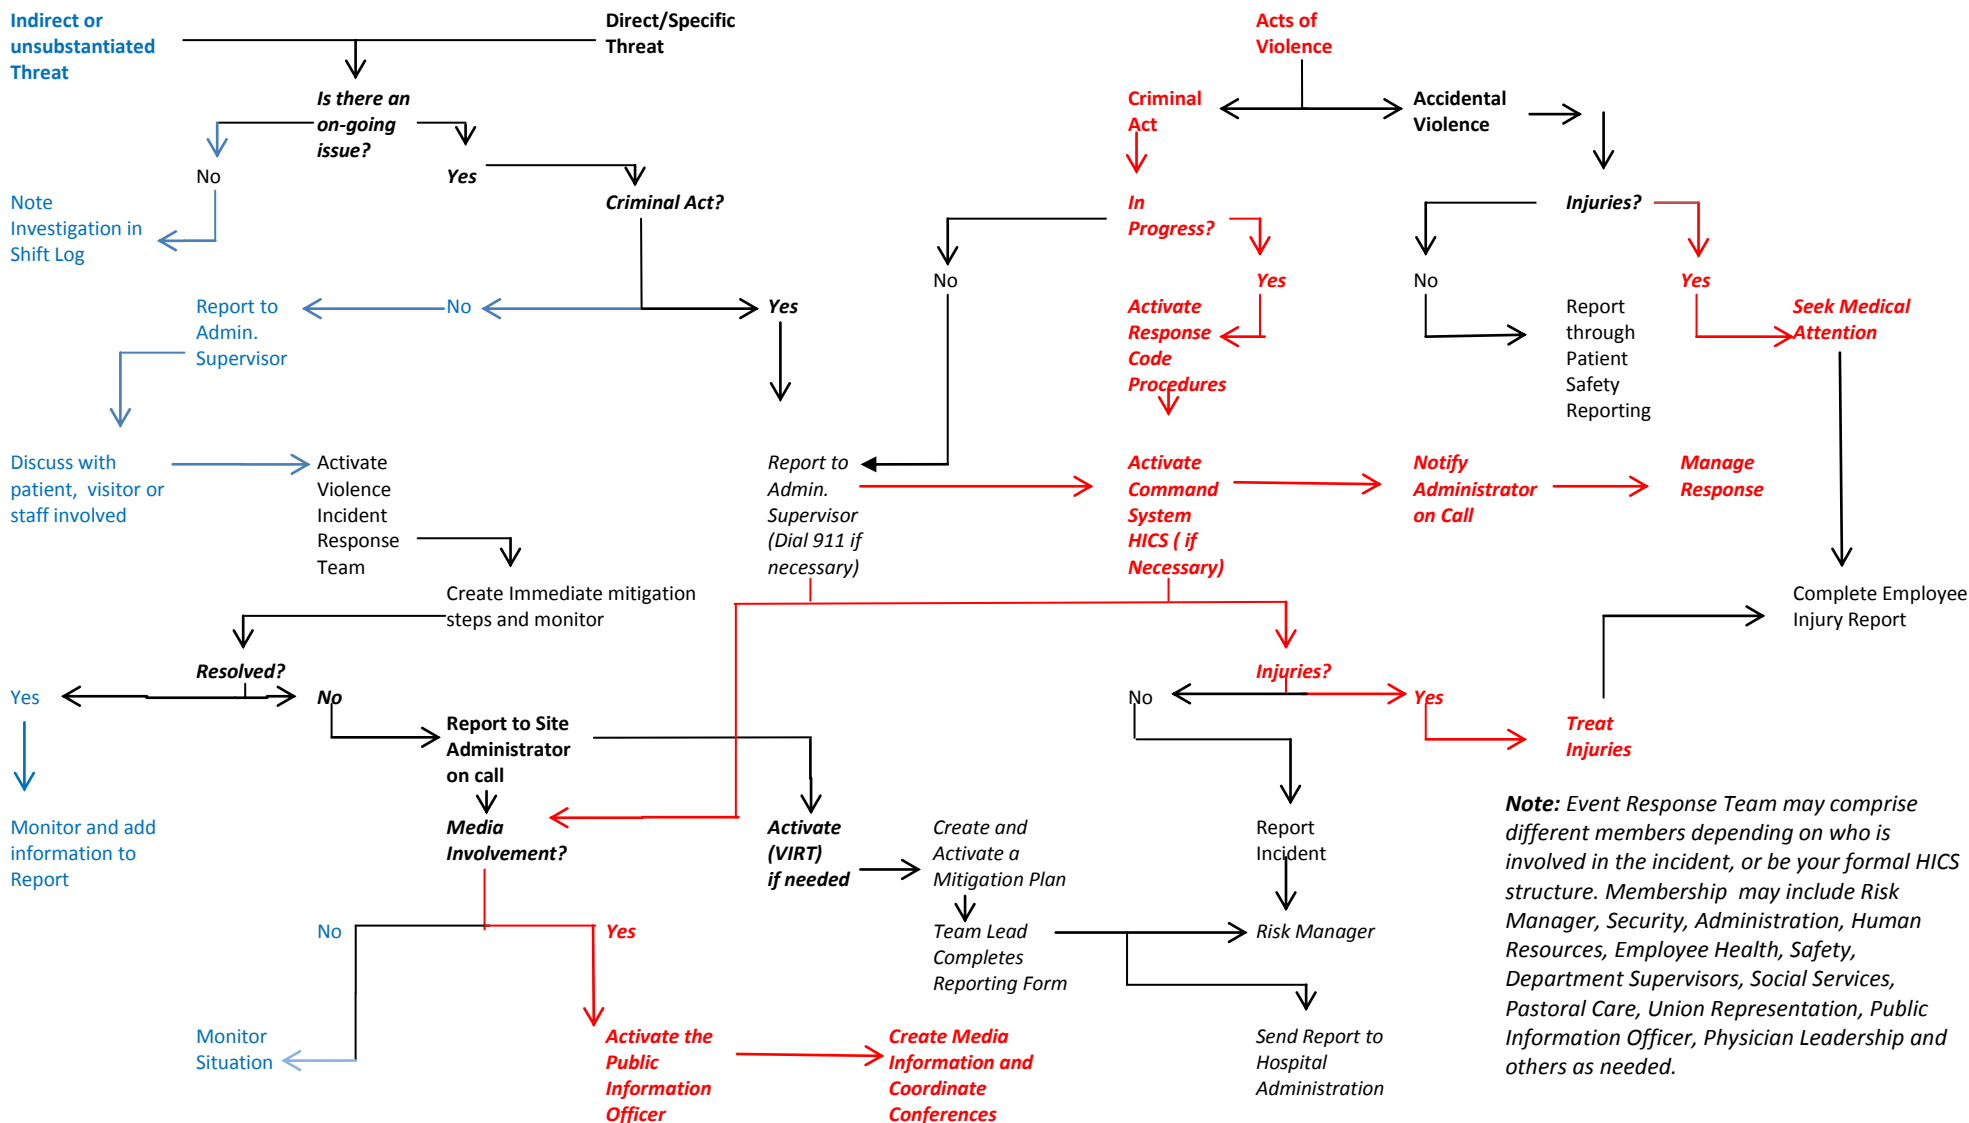 Indirect or
unsubstantiated
Threat
Direct/Specific
Threat
Acts of
Violence
Is there an
on-going
issue?
Criminal
Act
Accidental
Violence
No
Yes
Note
Investigation in
Shift Log
Criminal Act?
In
Progress?
Injuries?
No
Yes
No
Yes
Report to
Admin.
Supervisor
No
Yes
Activate
Response
Code
Procedures
Report
through
Patient
Safety
Reporting
Seek Medical
Attention
Discuss with
patient, visitor or
staff involved
Activate
Violence
Incident
Response
Team
Report to
Admin.
Supervisor
(Dial 911 if
necessary)
Activate
Command
System
HICS ( if
Necessary)
Notify
Administrator
on Call
Manage
Response
Create Immediate mitigation
steps and monitor
Complete Employee
Injury Report
Resolved?
Injuries?
Yes
No
No
Yes
Report to Site
Administrator
on call
Treat
Injuries
Monitor and add
information to
Report
Media
Involvement?
Activate
(VIRT)
if needed
Create and
Activate a
Mitigation Plan
Report
Incident
Note: Event Response Team may comprise
different members depending on who is
involved in the incident, or be your formal HICS
structure. Membership may include Risk
Manager, Security, Administration, Human
Resources, Employee Health, Safety,
Department Supervisors, Social Services,
Pastoral Care, Union Representation, Public
Information Officer, Physician Leadership and
others as needed.
No
Yes
Team Lead
Completes
Reporting Form
Risk Manager
Monitor
Situation
Activate the
Public
Information
Officer
Create Media
Information and
Coordinate
Conferences
Send Report to
Hospital
Administration